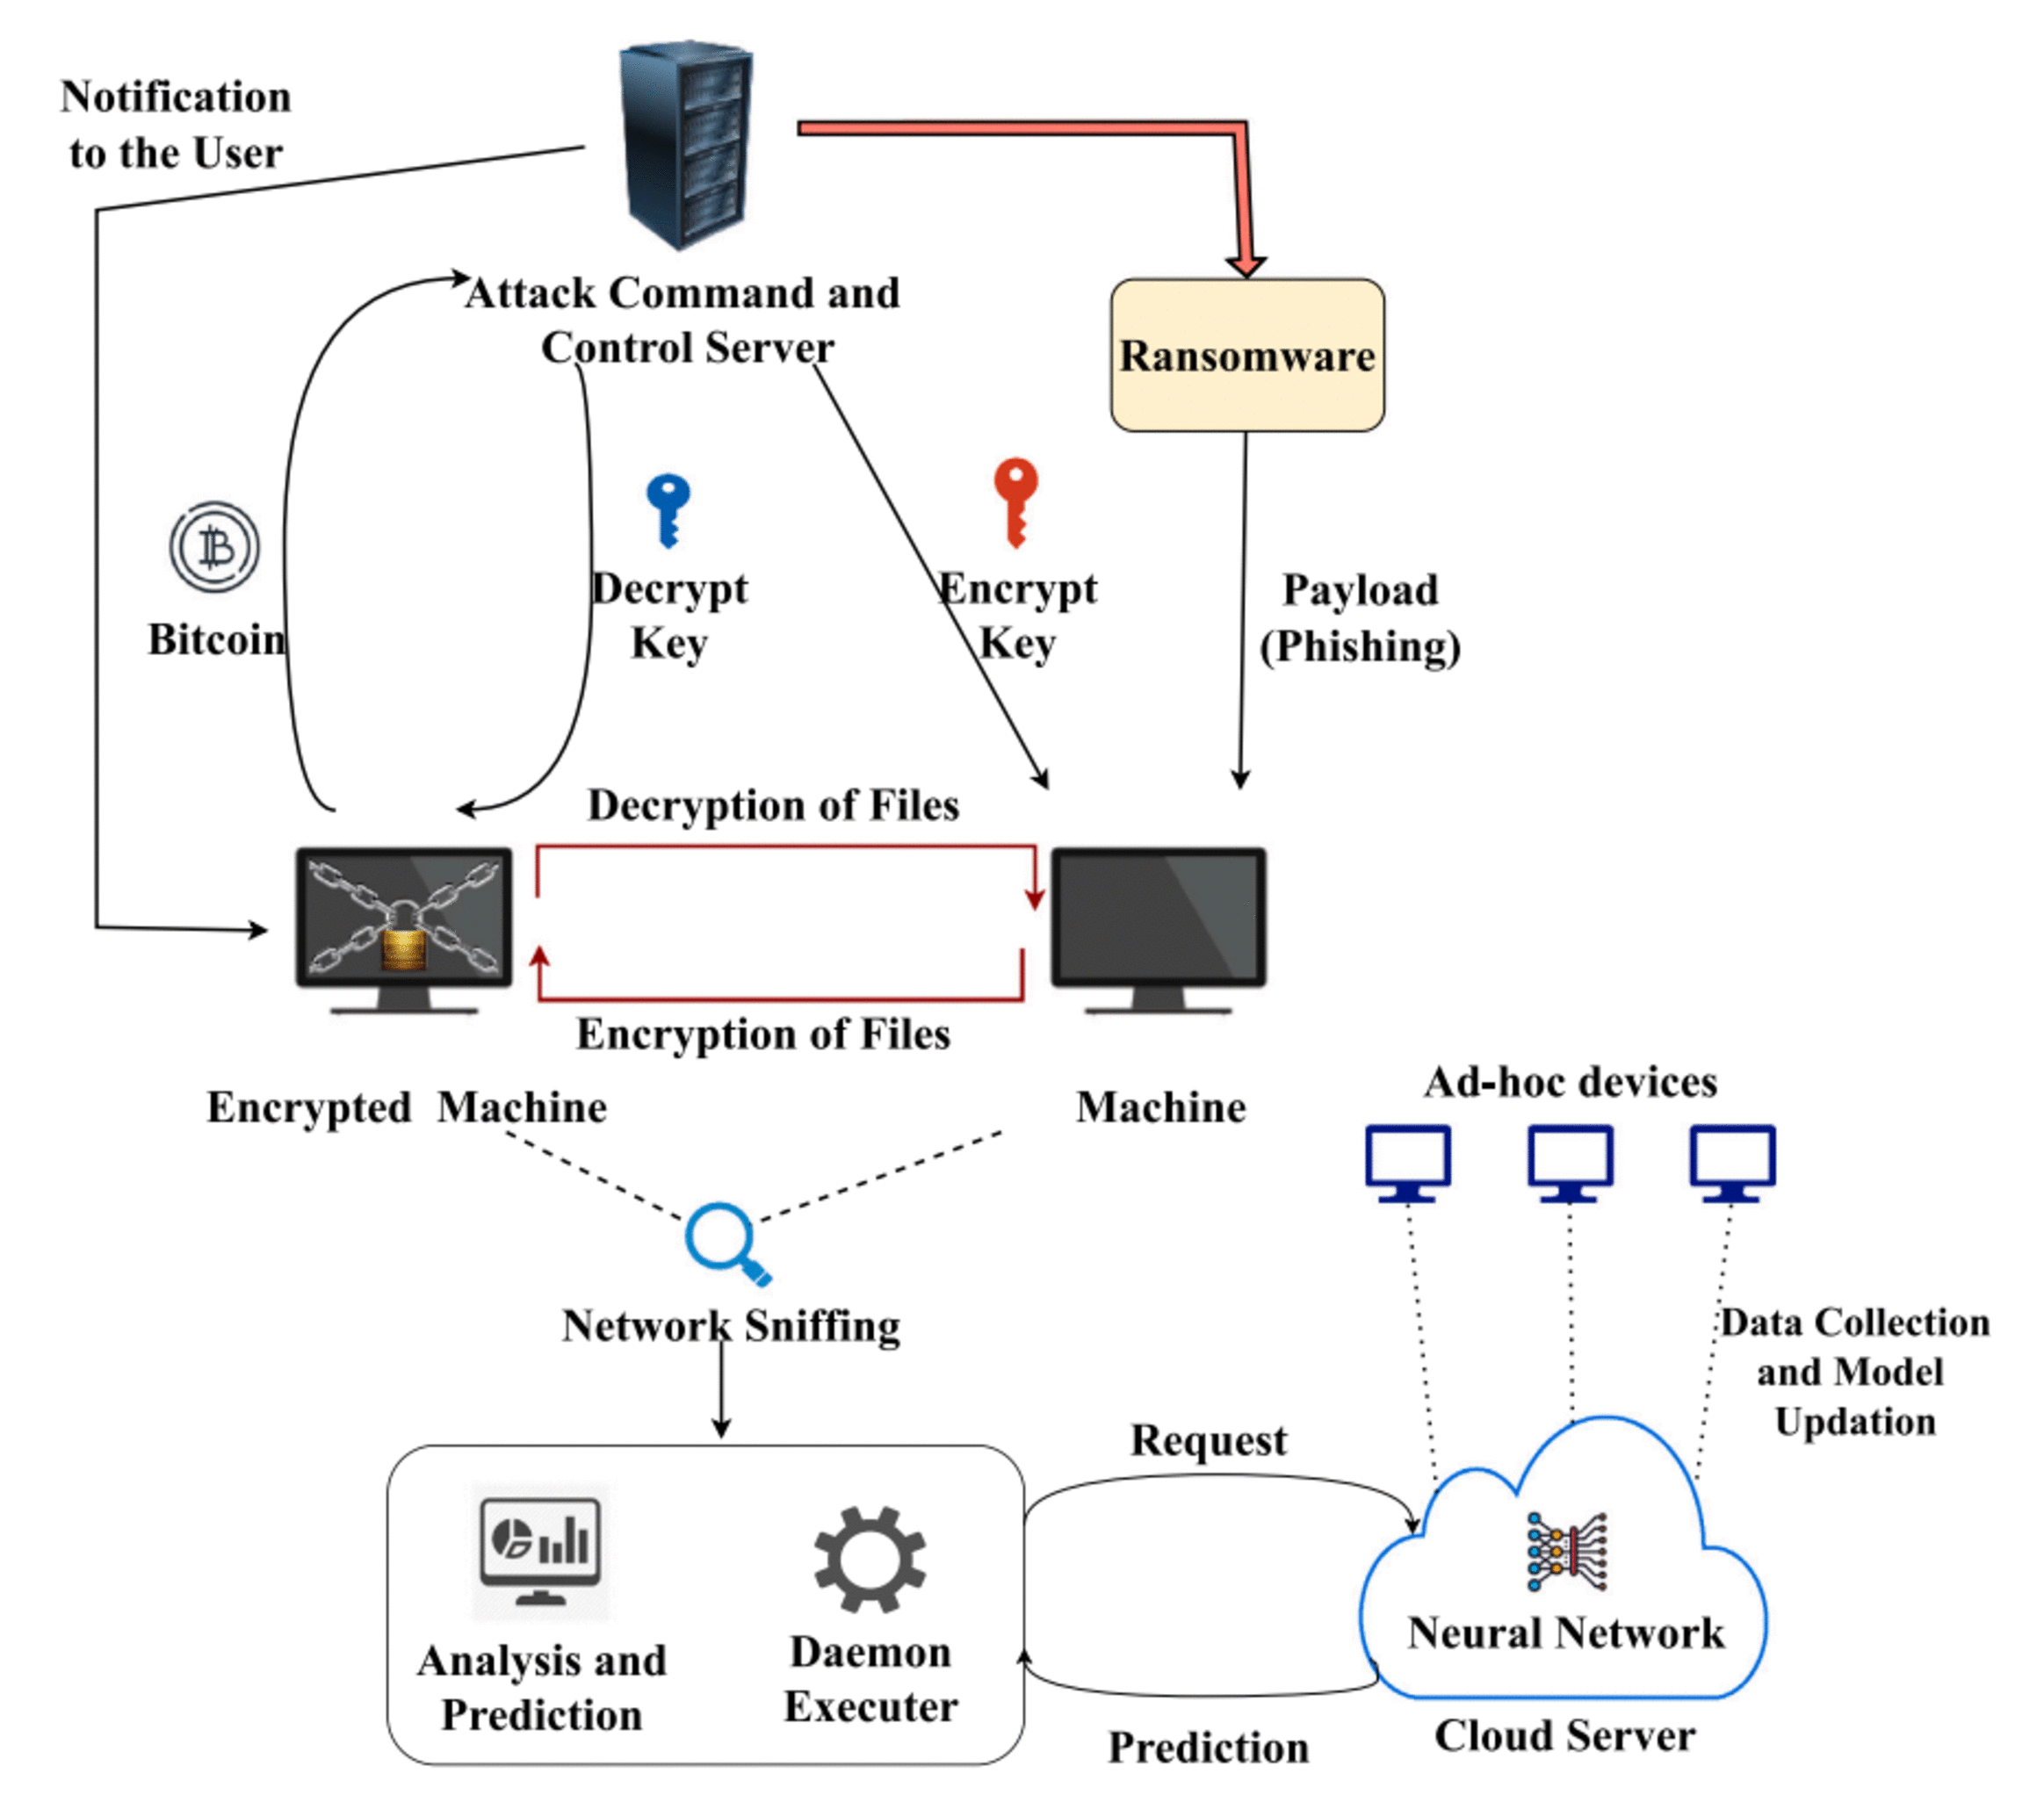 Notification
to the User
Attack Command and
Control Server
Ransomware
Bitcoin
Decrypt
Key
Encrypt
Key
Payload
(Phishing)
Decryption of Files
Encryption of Files
Encrypted Machine
Machine
Ad-hoc devices
Network Sniffing
Data Collection
and Model
Updation
Request
Analysis and
Prediction
Daemon
Executer
Neural Network
Prediction
Cloud Server